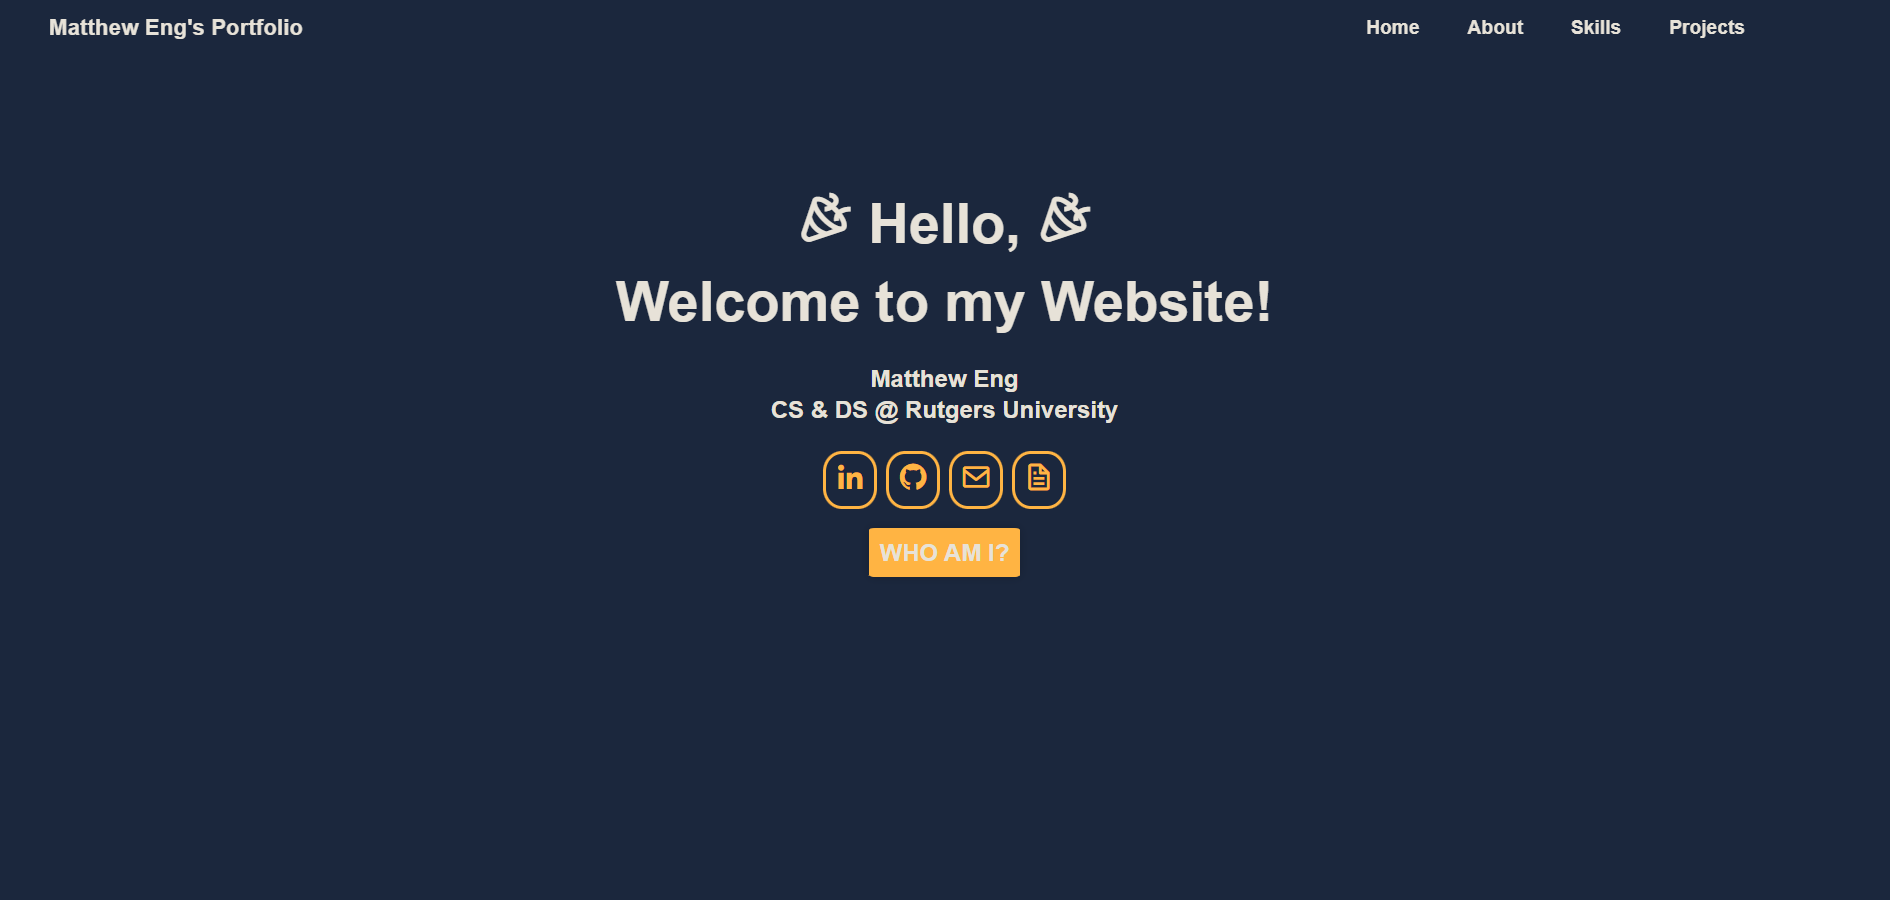 Matthew Eng's Portfolio
Home About Skills Projects
Hello,
Welcome to my Website!
Matthew Eng
CS & DS @ Rutgers University
in
WHO AM I?